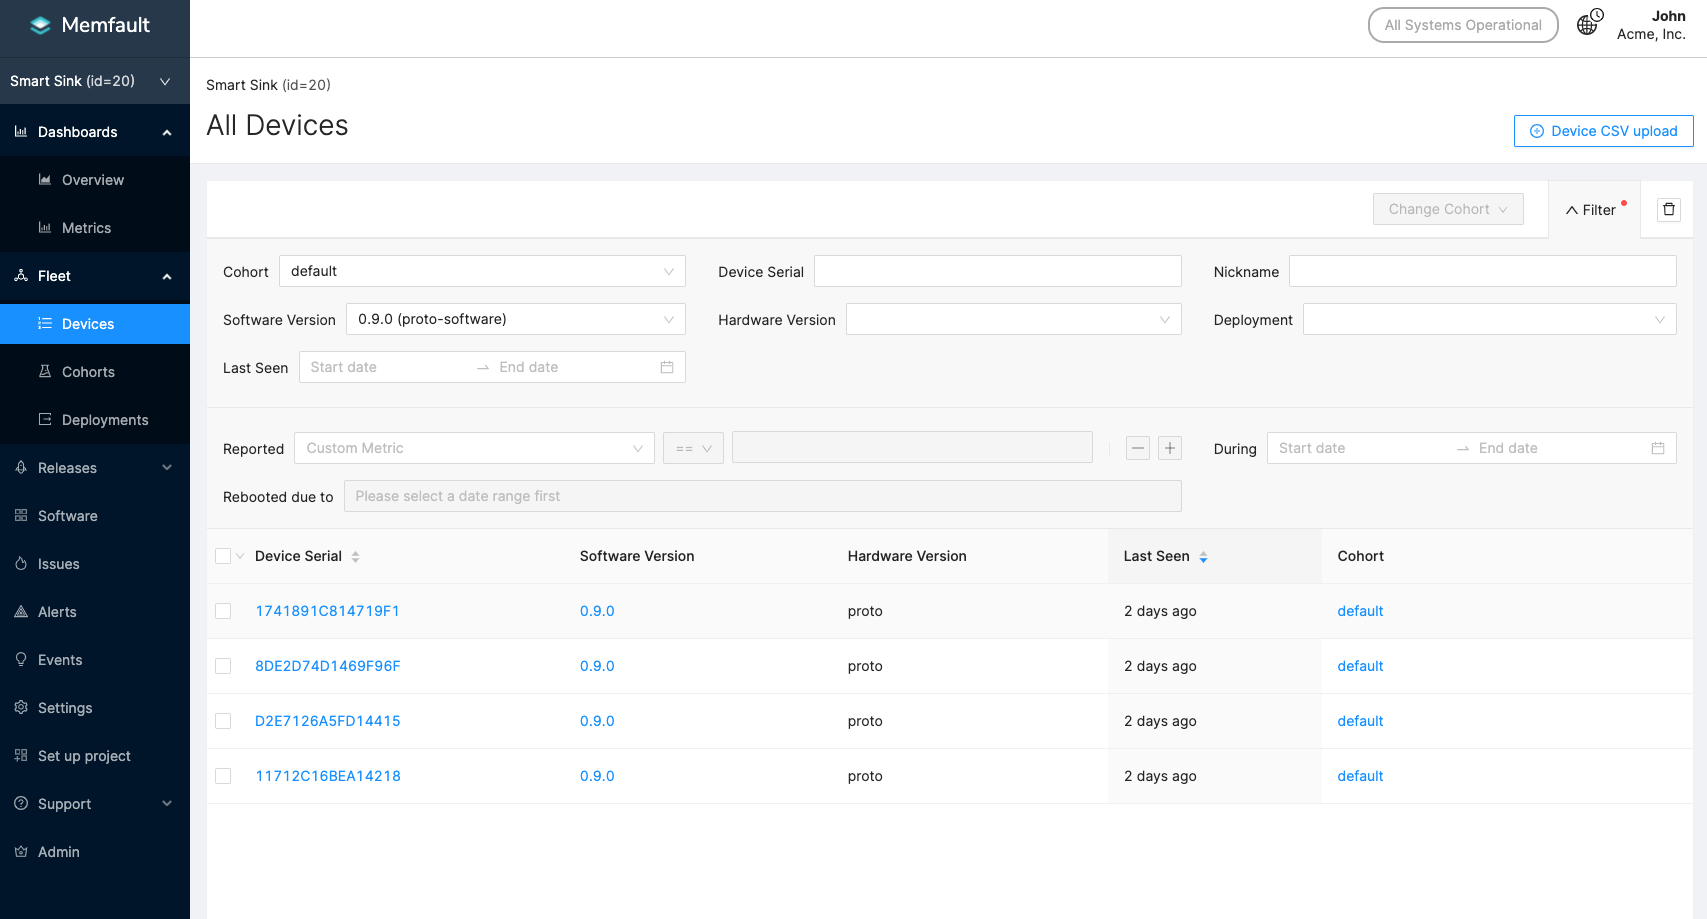 Memfault
All Systems Operational
John
Acme, Inc.
Smart Sink (id=20)
Dashboards
Overview
Metrics
Fleet
Devices
Cohorts
Deployments
Releases
Software
Issues
Alerts
Events
Settings
Set up project
Support
Admin
Smart Sink (id=20)
All Devices
Device CSV upload
Change Cohort
Filter
Cohort default
Device Serial
Nickname
Software Version 0.9.0 (proto-software)
Hardware Version
Deployment
Last Seen Start date → End date
Reported Custom Metric ==
During Start date → End date
Rebooted due to Please select a date range first
Device Serial Software Version Hardware Version Last Seen Cohort
1741891C814719F1 0.9.0 proto 2 days ago default
8DE2D74D1469F96F 0.9.0 proto 2 days ago default
D2E7126A5FD14415 0.9.0 proto 2 days ago default
11712C16BEA14218 0.9.0 proto 2 days ago default